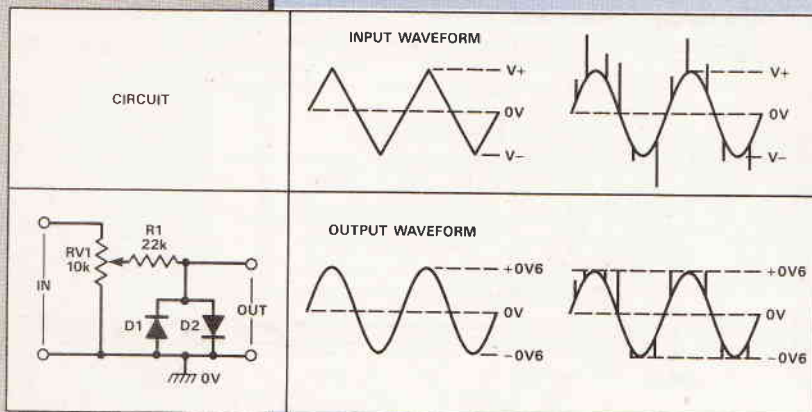 INPUT WAVEFORM
CIRCUIT
V+
0V
V–
V+
0V
V–
R1
22k
RV1
10k
IN
D1
D2
OUT
0V
OUTPUT WAVEFORM
+0V6
0V
–0V6
+0V6
0V
–0V6